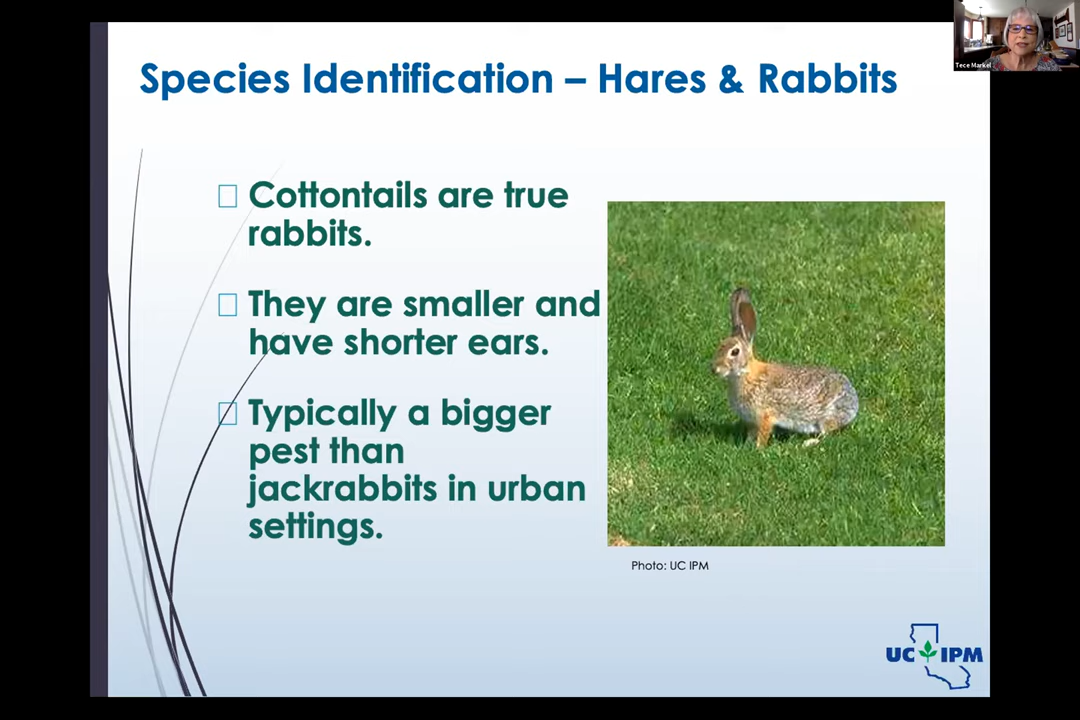 Tece Markel
Species Identification – Hares & Rabbits
Cottontails are true
rabbits.
They are smaller and
have shorter ears.
Typically a bigger
pest than
jackrabbits in urban
settings.
Photo: UC IPM
UC IPM